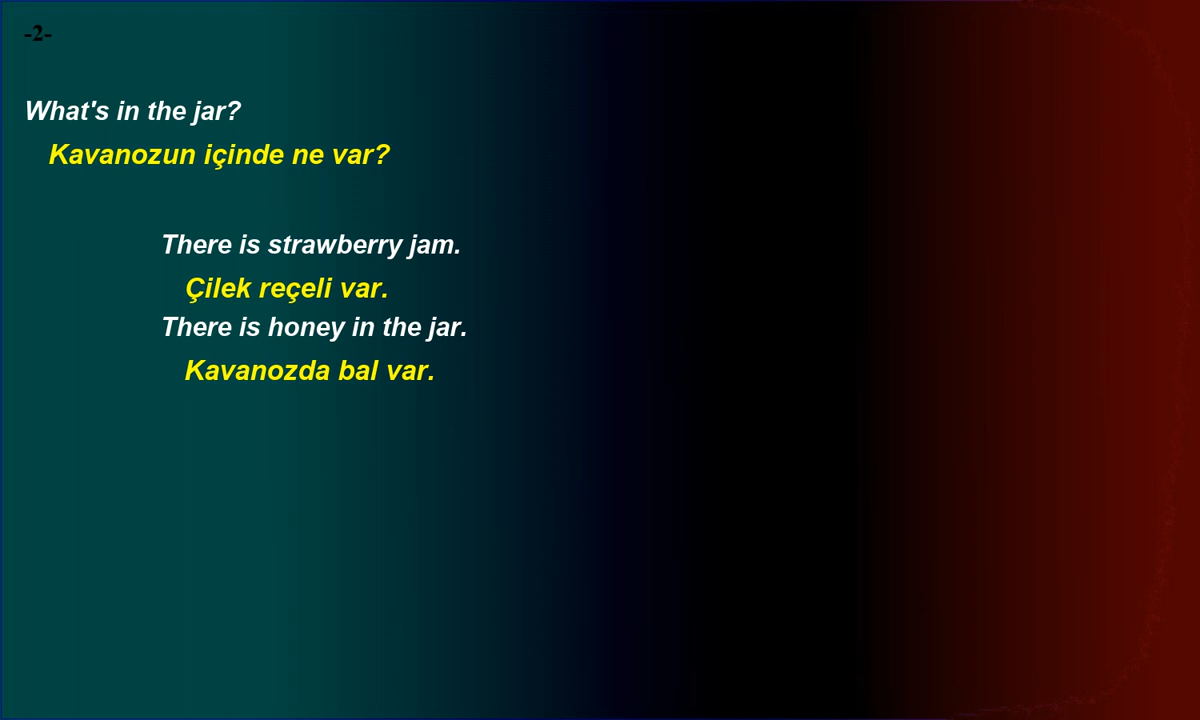 -2-
What's in the jar?
Kavanozun içinde ne var?
There is strawberry jam.
Çilek reçeli var.
There is honey in the jar.
Kavanozda bal var.